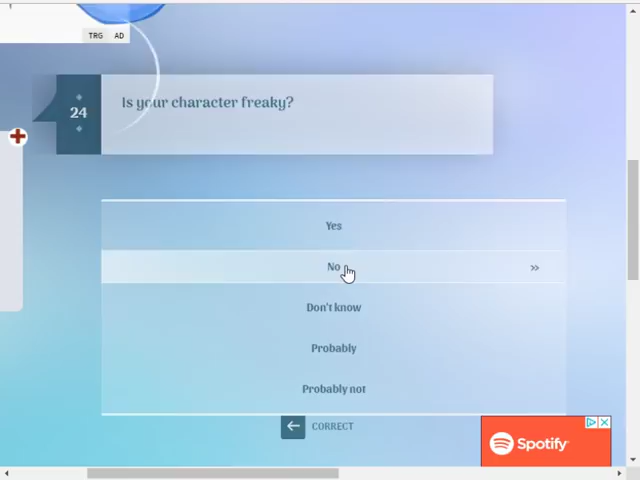 TRG AD
24
Is your character freaky?
Yes
No
Don't know
Probably
Probably not
CORRECT
Spotify